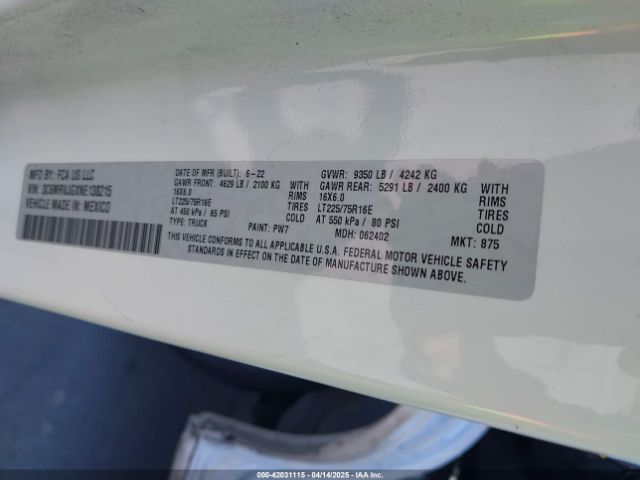 MFD BY: FCA US LLC
DATE OF MFR (BUILT): 6-22
GVWR: 9350 LB / 4242 KG
VIN:
GAWR FRONT: 4629 LB / 2100 KG WITH
GAWR REAR: 5291 LB / 2400 KG WITH
VEHICLE MADE IN: MEXICO
16X6.0 RIMS
16X6.0 RIMS
LT225/75R16E TIRES
LT225/75R16E TIRES
AT 450 kPa / 65 PSI COLD
AT 550 kPa / 80 PSI COLD
TYPE: TRUCK PAINT: PW7 MDH: 062402 MKT: 875
THIS VEHICLE CONFORMS TO ALL APPLICABLE U.S.A. FEDERAL MOTOR VEHICLE SAFETY
STANDARDS IN EFFECT ON THE DATE OF MANUFACTURE SHOWN ABOVE.
000-42031115 - 04/14/2025 - IAA Inc.